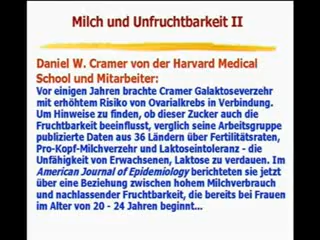 Milch und Unfruchtbarkeit II
Daniel W. Cramer von der Harvard Medical
School und Mitarbeiter:
Vor einigen Jahren brachte Cramer Galaktoseverzehr
mit erhöhtem Risiko von Ovarialkrebs in Verbindung.
Um Hinweise zu finden, ob dieser Zucker auch die
Fruchtbarkeit beeinflusst, verglich seine Arbeitsgruppe
publizierte Daten aus 36 Ländern über Fertilitätsraten,
Pro-Kopf-Milchverzehr und Laktoseintoleranz - die
Unfähigkeit von Erwachsenen, Laktose zu verdauen. Im
American Journal of Epidemiology berichteten sie jetzt
über eine Beziehung zwischen hohem Milchverbrauch
und nachlassender Fruchtbarkeit, die bereits bei Frauen
im Alter von 20 - 24 Jahren beginnt...